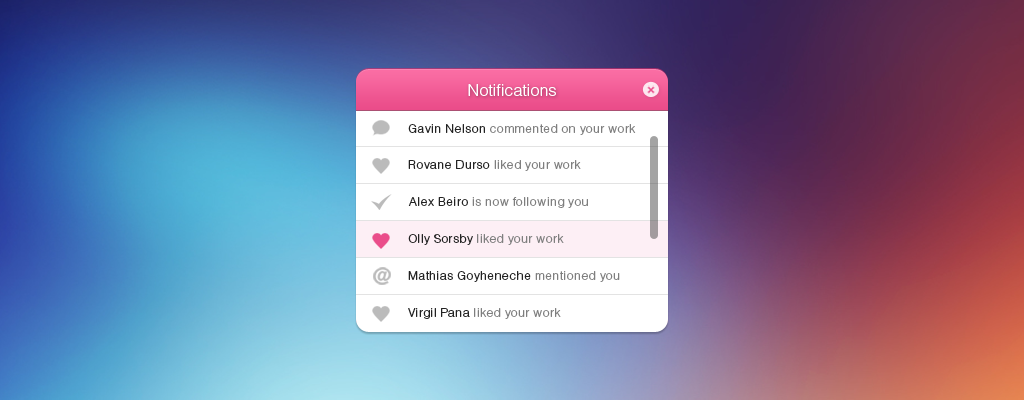 Notifications
Gavin Nelson commented on your work
Rovane Durso liked your work
Alex Beiro is now following you
Olly Sorsby liked your work
@ Mathias Goyheneche mentioned you
Virgil Pana liked your work